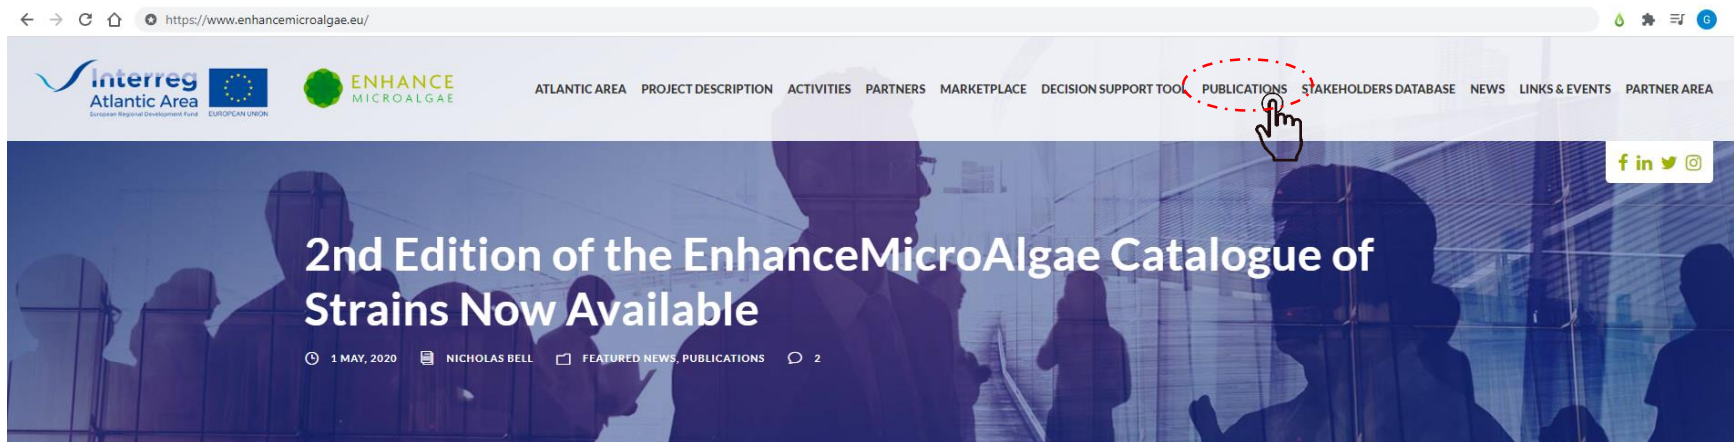 https://www.enhancemicroalgae.eu/
G
Interreg
Atlantic Area
European Regional Development Fund
EUROPEAN UNION
ENHANCE
MICROALGAE
ATLANTIC AREA PROJECT DESCRIPTION ACTIVITIES PARTNERS MARKETPLACE DECISION SUPPORT TOOL PUBLICATIONS STAKEHOLDERS DATABASE NEWS LINKS & EVENTS PARTNER AREA
f in
2nd Edition of the EnhanceMicroAlgae Catalogue of
Strains Now Available
1 MAY, 2020 NICHOLAS BELL FEATURED NEWS, PUBLICATIONS 2